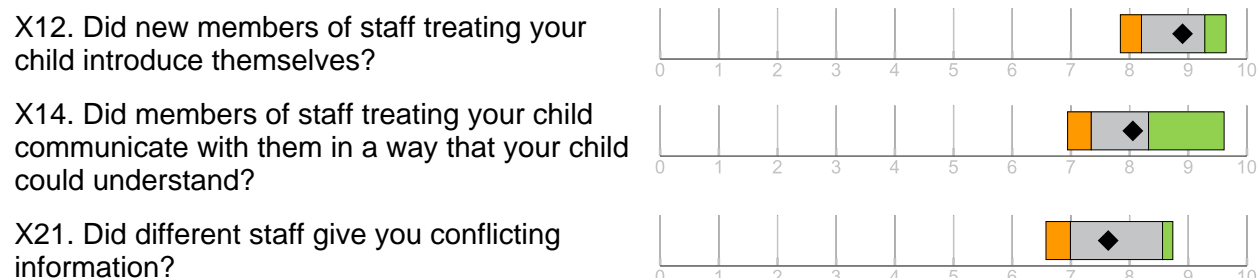 X12. Did new members of staff treating your
child introduce themselves?
0 1 2 3 4 5 6 7 8 9 10
X14. Did members of staff treating your child
communicate with them in a way that your child
could understand?
0 1 2 3 4 5 6 7 8 9 10
X21. Did different staff give you conflicting
information?
0 1 2 3 4 5 6 7 8 9 10